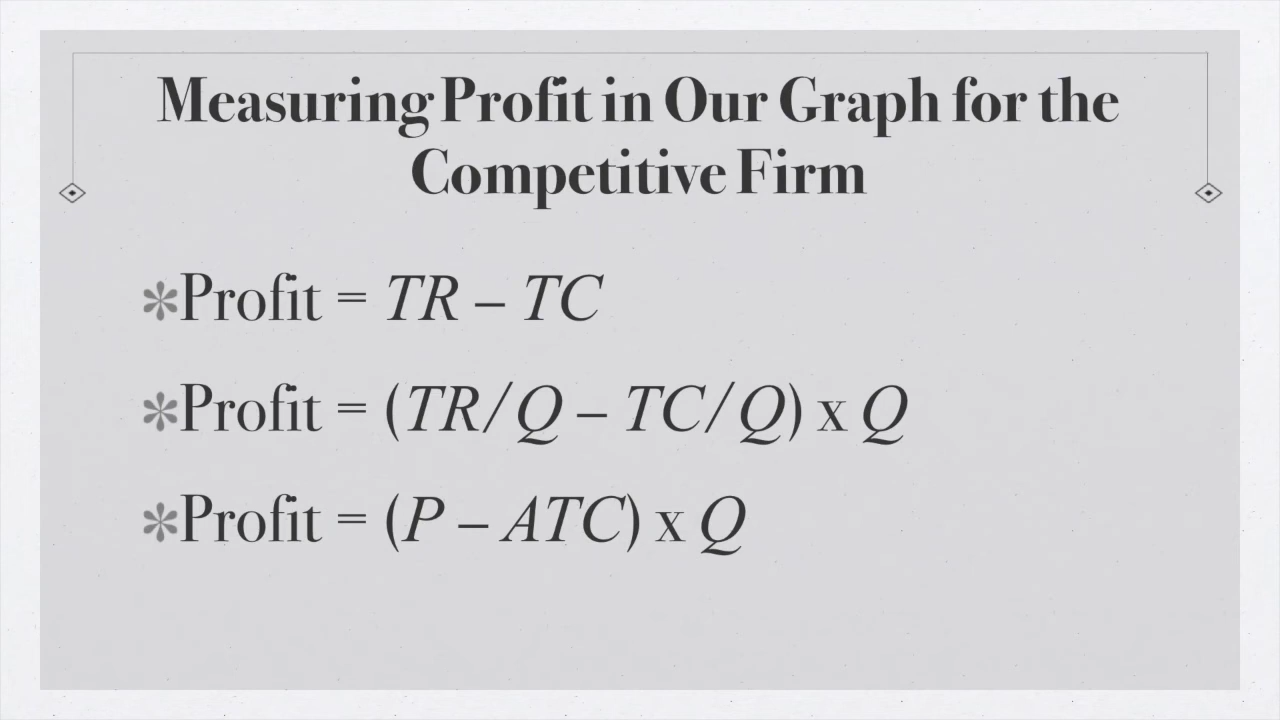 Measuring Profit in Our Graph for the
Competitive Firm
✻Profit = TR – TC
✻Profit = (TR/Q – TC/Q) x Q
✻Profit = (P – ATC) x Q